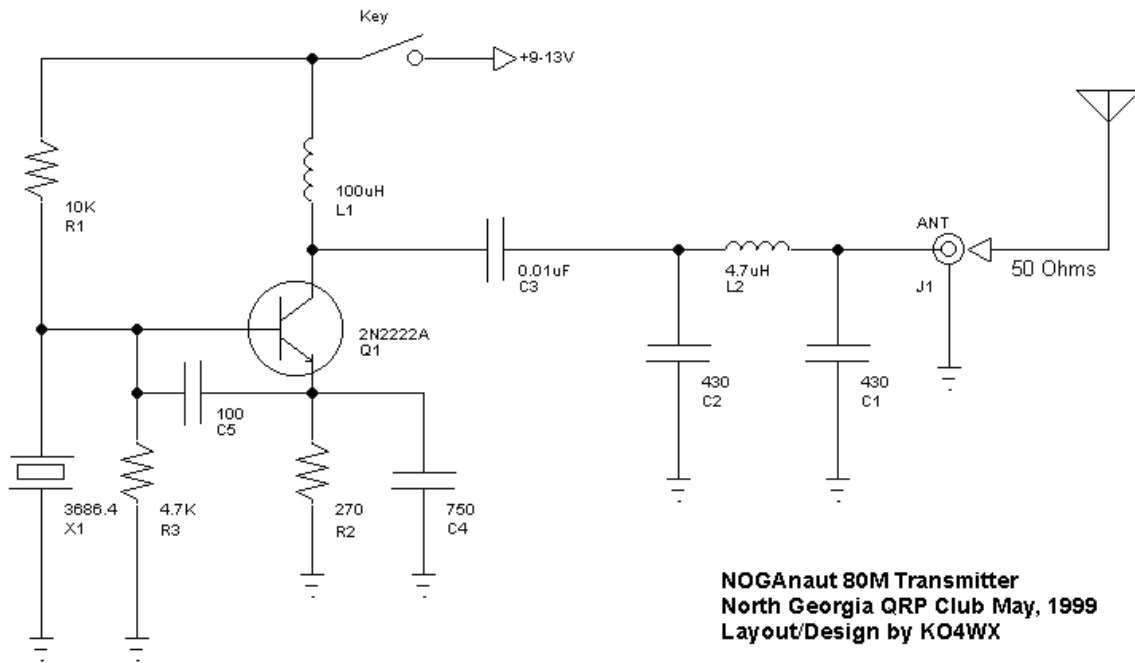 Key
+9-13V
10K
R1
100uH
L1
0.01uF
C3
4.7uH
L2
ANT
J1
50 Ohms
2N2222A
Q1
430
C2
430
C1
100
C5
3686.4
X1
4.7K
R3
270
R2
750
C4
NOGAnaut 80M Transmitter
North Georgia QRP Club May, 1999
Layout/Design by KO4WX